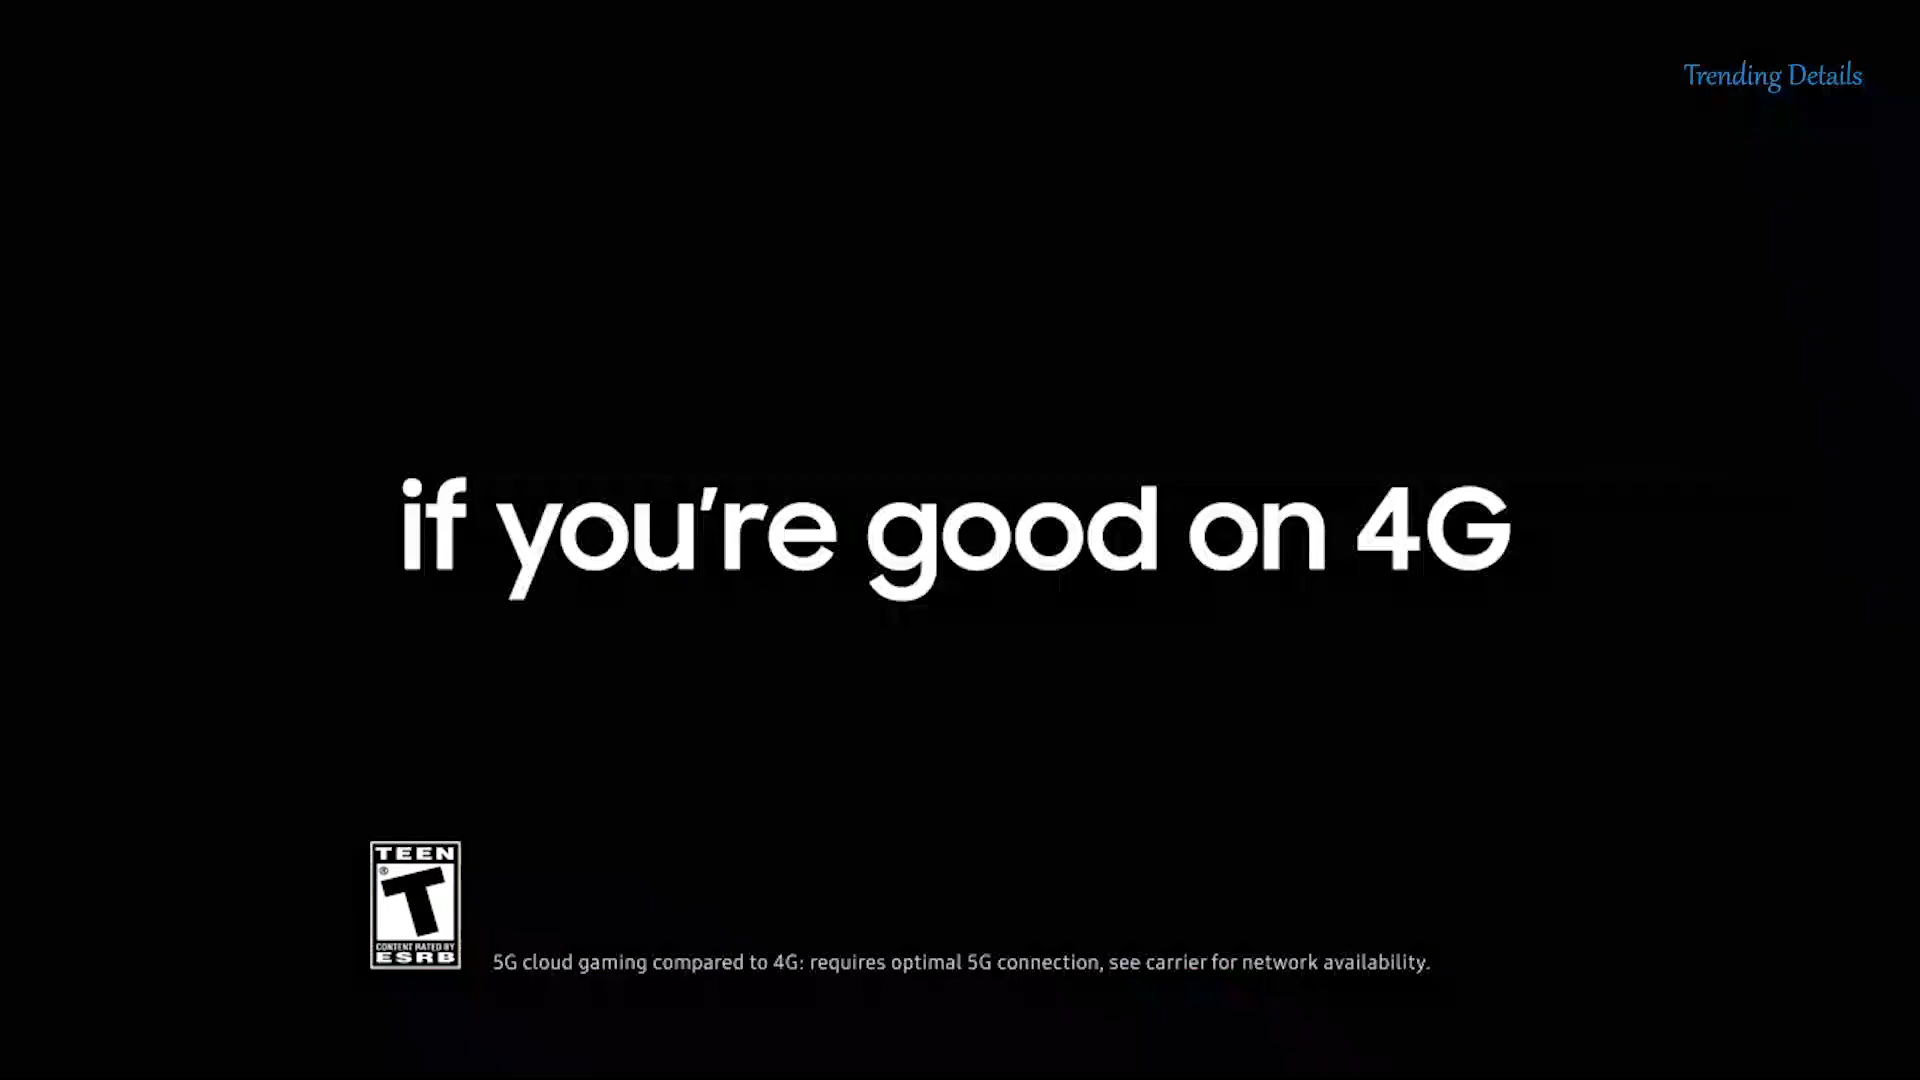 Trending Details
if you're good on 4G
TEEN
T
CONTENT RATED BY
ESRB
5G cloud gaming compared to 4G: requires optimal 5G connection, see carrier for network availability.